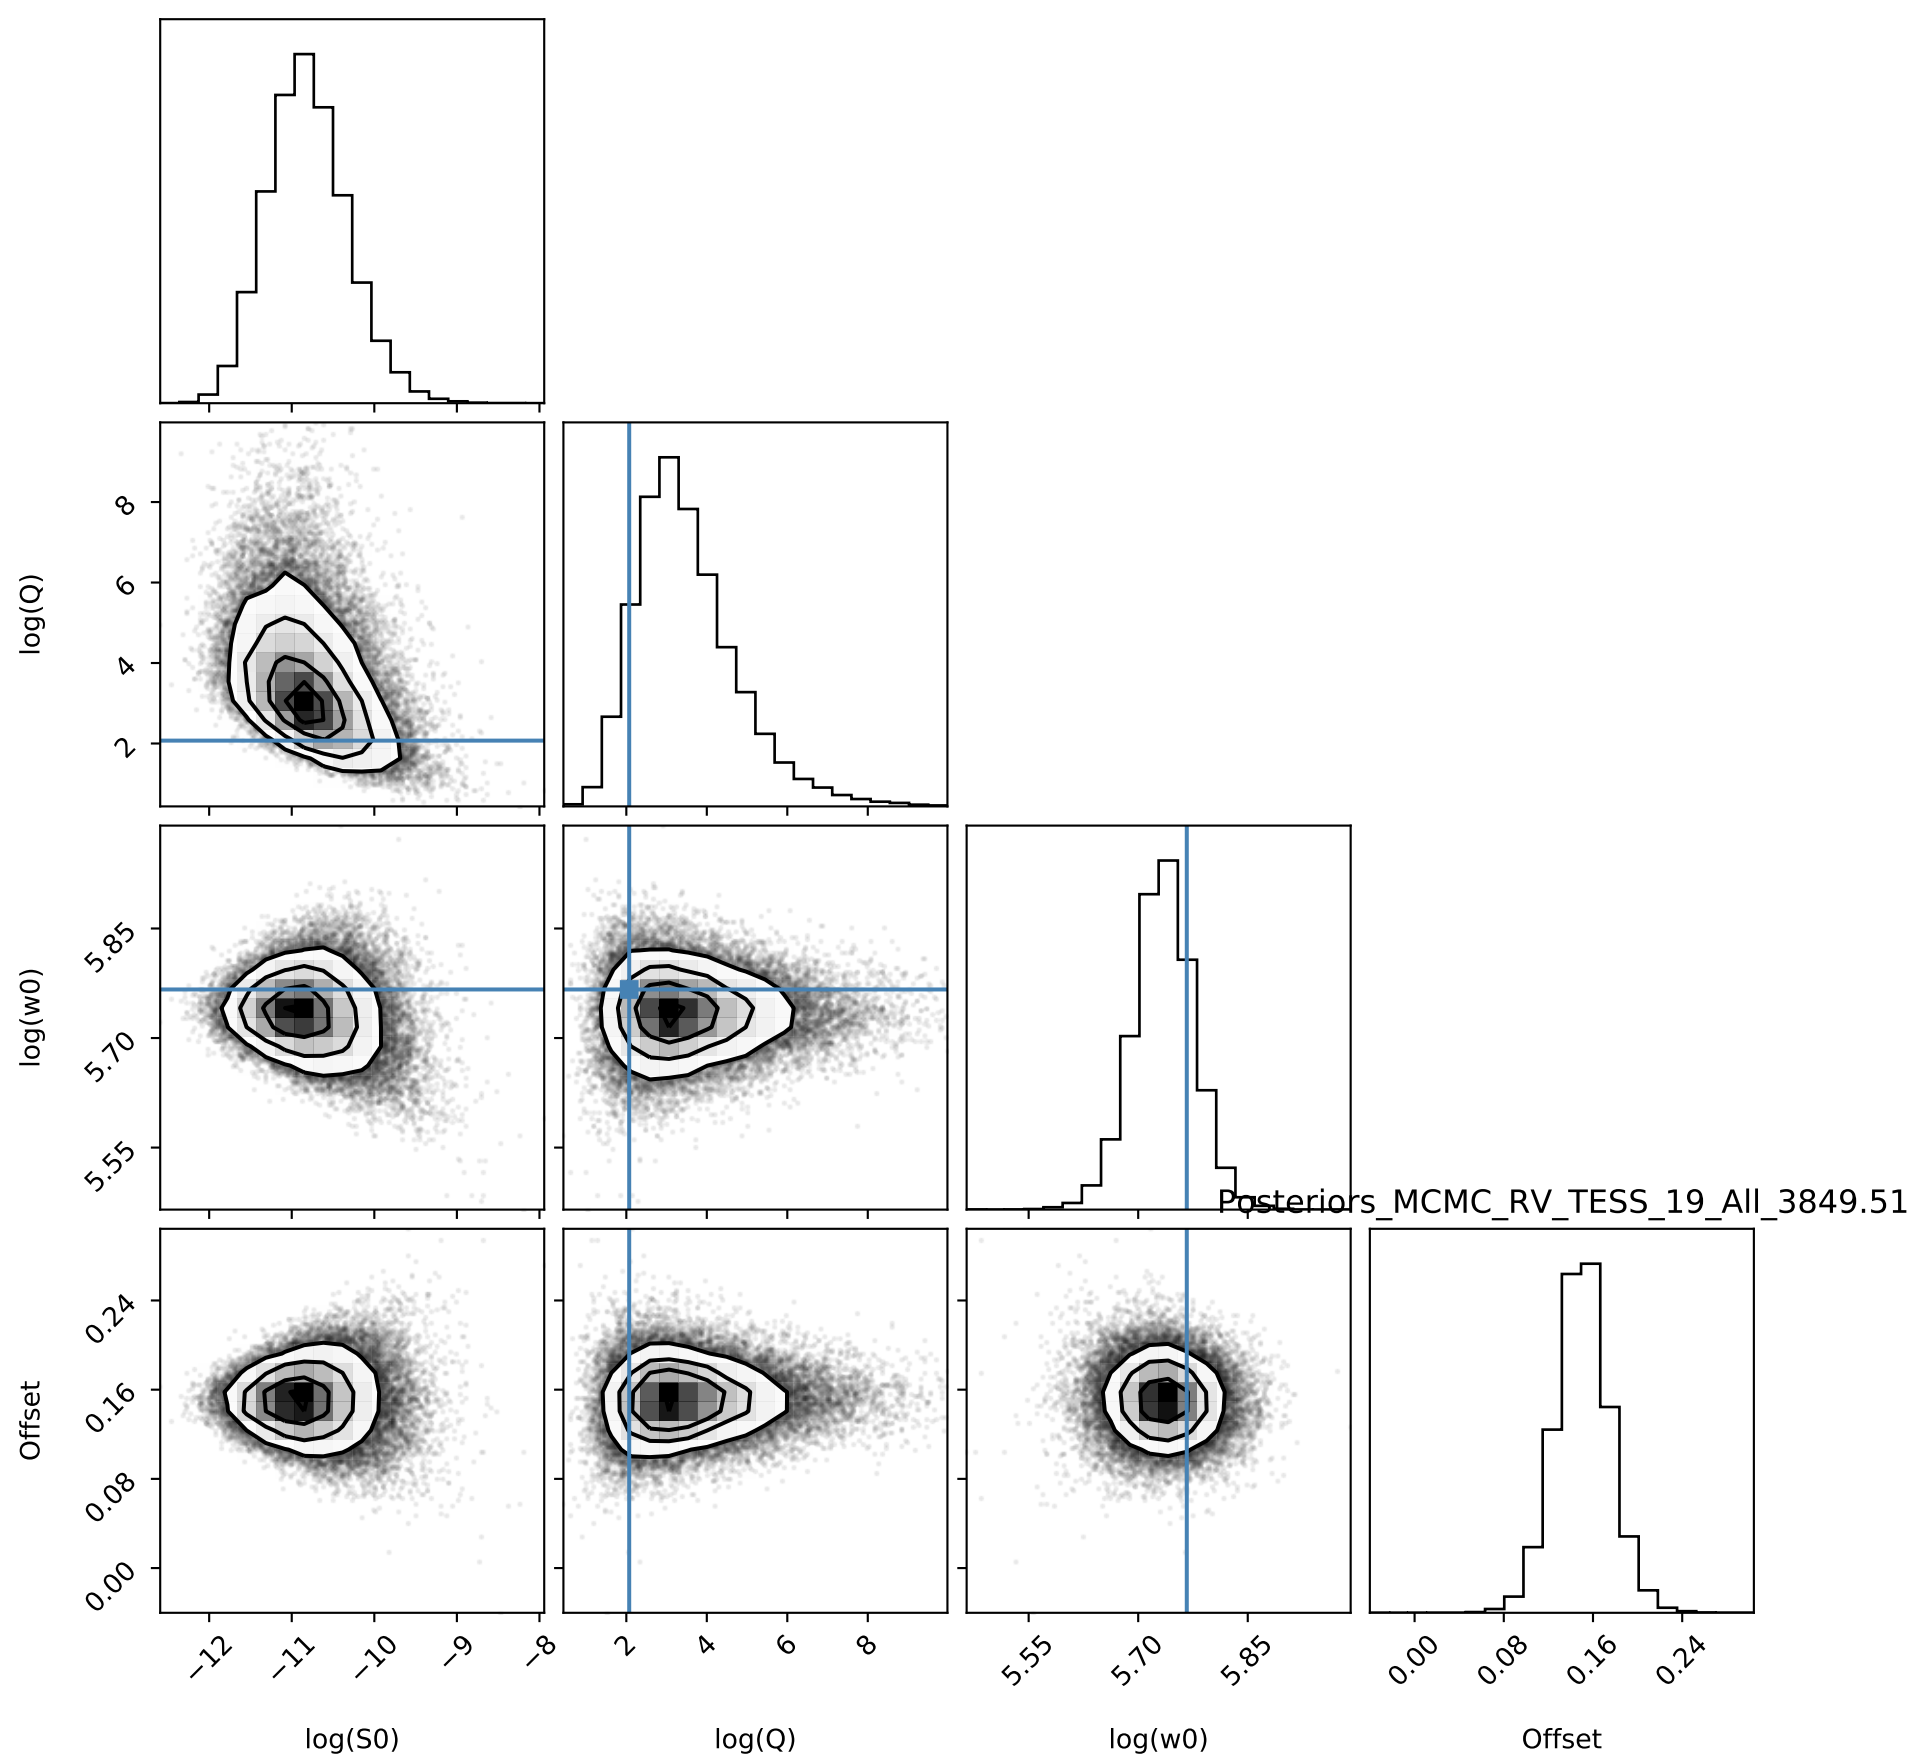 log(Q)
8
6
4
2
log(w0)
5.85
5.70
5.55
Posteriors_MCMC_RV_TESS_19_All_3849.51
Offset
0.24
0.16
0.08
0.00
−12 −11 −10 −9 −8 2 4 6 8 5.55 5.70 5.85 0.00 0.08 0.16 0.24
log(S0) log(Q) log(w0) Offset